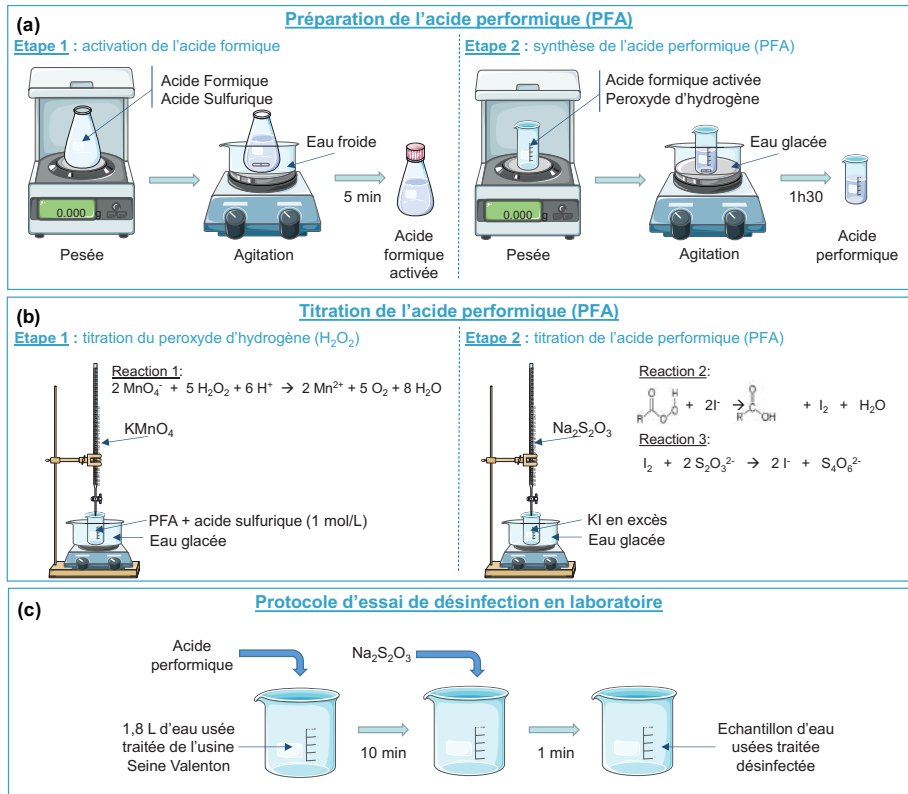 (a)
Préparation de l'acide performique (PFA)
Etape 1 : activation de l'acide formique
Acide Formique
Acide Sulfurique
Eau froide
0.000
5 min
Pesée
Agitation
Acide
formique
activée
Etape 2 : synthèse de l'acide performique (PFA)
Acide formique activée
Peroxyde d'hydrogène
Eau glacée
0.000
1h30
Pesée
Agitation
Acide
performique
(b)
Titration de l'acide performique (PFA)
Etape 1 : titration du peroxyde d'hydrogène (H₂O₂)
Reaction 1:
2 MnO₄⁻ + 5 H₂O₂ + 6 H⁺ → 2 Mn²⁺ + 5 O₂ + 8 H₂O
KMnO₄
PFA + acide sulfurique (1 mol/L)
Eau glacée
Etape 2 : titration de l'acide performique (PFA)
Reaction 2:
R O O O H + 2I⁻ → R C O OH + I₂ + H₂O
Na₂S₂O₃
Reaction 3:
I₂ + 2 S₂O₃²⁻ → 2 I⁻ + S₄O₆²⁻
KI en excès
Eau glacée
Protocole d'essai de désinfection en laboratoire
(c)
Acide
performique
Na₂S₂O₃
1,8 L d'eau usée
traitée de l'usine
Seine Valenton
10 min
1 min
Echantillon d'eau
usées traitée
désinfectée